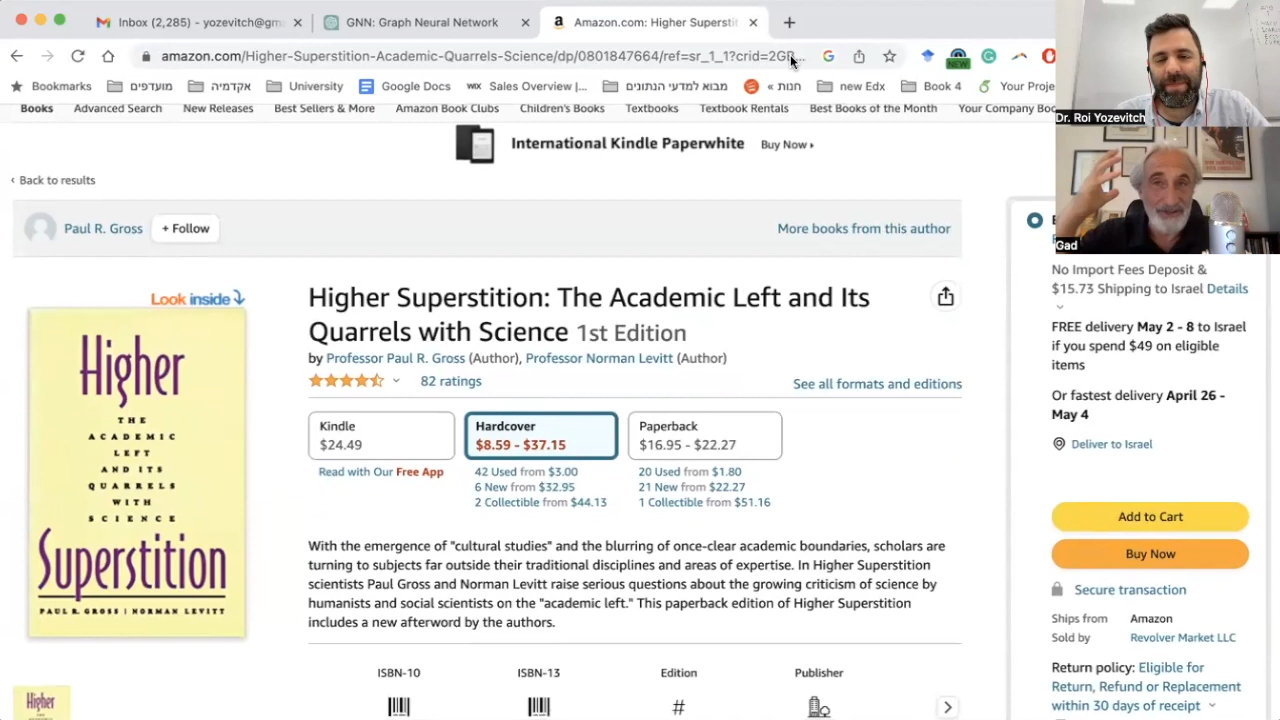 Inbox (2,285) - yozevitch@gma
GNN: Graph Neural Network
Amazon.com: Higher Superstit
amazon.com/Higher-Superstition-Academic-Quarrels-Science/dp/0801847664/ref=sr_1_1?crid=2GR...
NEW
Bookmarks
מועדפים
אקדמיה
University
Google Docs
WIX
Sales Overview |...
מבוא למדעי הנתונים
חנות »
new Edx
Book 4
Your Proje
Books
Advanced Search
New Releases
Best Sellers & More
Amazon Book Clubs
Children's Books
Textbooks
Textbook Rentals
Best Books of the Month
Your Company Bo
Dr. Roi Yozevitch
Gad
International Kindle Paperwhite
Buy Now ›
‹ Back to results
Paul R. Gross
+ Follow
More books from this author
Look inside
Higher
THE
ACADEMIC
LEFT
AND ITS
QUARRELS
WITH
SCIENCE
Superstition
PAUL R. GROSS | NORMAN LEVITT
Higher Superstition: The Academic Left and Its
Quarrels with Science 1st Edition
by Professor Paul R. Gross (Author), Professor Norman Levitt (Author)
82 ratings
See all formats and editions
Kindle
$24.49
Read with Our Free App
Hardcover
$8.59 - $37.15
42 Used from $3.00
6 New from $32.95
2 Collectible from $44.13
Paperback
$16.95 - $22.27
20 Used from $1.80
21 New from $22.27
1 Collectible from $51.16
With the emergence of "cultural studies" and the blurring of once-clear academic boundaries, scholars are
turning to subjects far outside their traditional disciplines and areas of expertise. In Higher Superstition
scientists Paul Gross and Norman Levitt raise serious questions about the growing criticism of science by
humanists and social scientists on the "academic left." This paperback edition of Higher Superstition
includes a new afterword by the authors.
ISBN-10
ISBN-13
Edition
Publisher
#
Higher
No Import Fees Deposit &
$15.73 Shipping to Israel Details
FREE delivery May 2 - 8 to Israel
if you spend $49 on eligible
items
Or fastest delivery April 26 -
May 4
Deliver to Israel
Add to Cart
Buy Now
Secure transaction
Ships from Amazon
Sold by Revolver Market LLC
Return policy: Eligible for
Return, Refund or Replacement
within 30 days of receipt